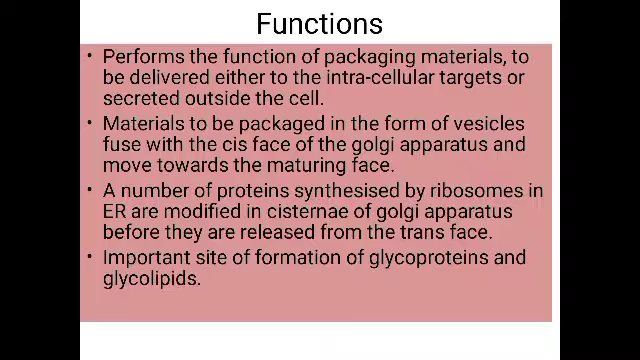 Functions
• Performs the function of packaging materials, to
be delivered either to the intra-cellular targets or
secreted outside the cell.
• Materials to be packaged in the form of vesicles
fuse with the cis face of the golgi apparatus and
move towards the maturing face.
• A number of proteins synthesised by ribosomes in
ER are modified in cisternae of golgi apparatus
before they are released from the trans face.
• Important site of formation of glycoproteins and
glycolipids.